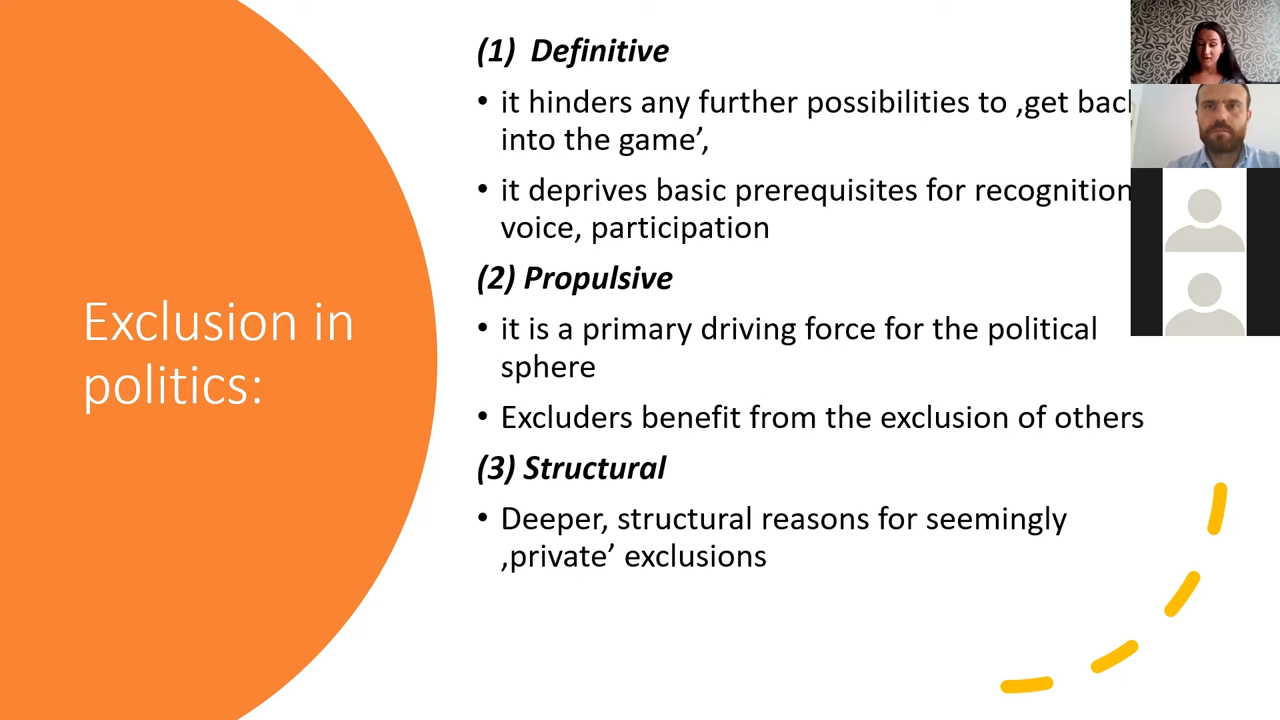 Exclusion in
politics:
(1) Definitive
• it hinders any further possibilities to ‚get bac
into the game’,
• it deprives basic prerequisites for recognition
voice, participation
(2) Propulsive
• it is a primary driving force for the political
sphere
• Excluders benefit from the exclusion of others
(3) Structural
• Deeper, structural reasons for seemingly
‚private’ exclusions